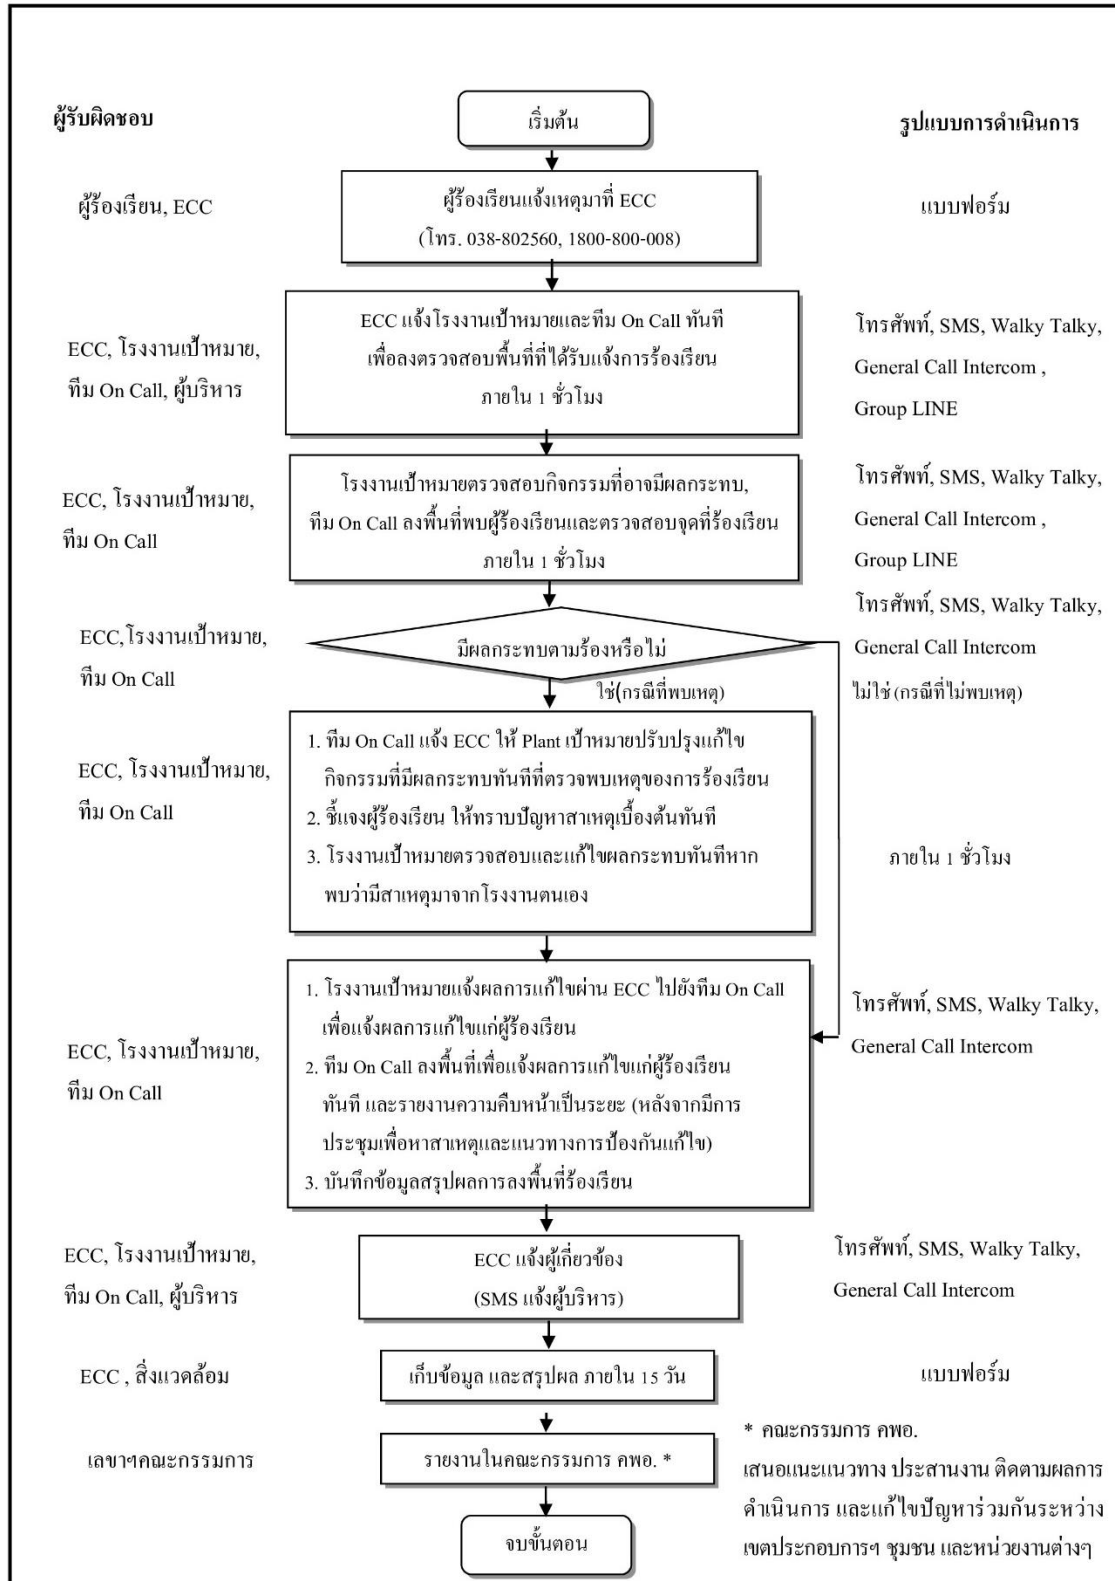 ผู้รับผิดชอบ
เริ่มต้น
รูปแบบการดำเนินการ
ผู้ร้องเรียน, ECC
ผู้ร้องเรียนแจ้งเหตุมาที่ ECC
(โทร. 038-802560, 1800-800-008)
แบบฟอร์ม
ECC, โรงงานเป้าหมาย,
ทีม On Call, ผู้บริหาร
ECC แจ้งโรงงานเป้าหมายและทีม On Call ทันที
เพื่อลงตรวจสอบพื้นที่ที่ได้รับแจ้งการร้องเรียน
ภายใน 1 ชั่วโมง
โทรศัพท์, SMS, Walky Talky,
General Call Intercom ,
Group LINE
ECC, โรงงานเป้าหมาย,
ทีม On Call
โรงงานเป้าหมายตรวจสอบกิจกรรมที่อาจมีผลกระทบ,
ทีม On Call ลงพื้นที่พบผู้ร้องเรียนและตรวจสอบจุดที่ร้องเรียน
ภายใน 1 ชั่วโมง
โทรศัพท์, SMS, Walky Talky,
General Call Intercom ,
Group LINE
ECC,โรงงานเป้าหมาย,
ทีม On Call
มีผลกระทบตามร้องหรือไม่
โทรศัพท์, SMS, Walky Talky,
General Call Intercom
ใช่(กรณีที่พบเหตุ)
ไม่ใช่ (กรณีที่ไม่พบเหตุ)
ECC, โรงงานเป้าหมาย,
ทีม On Call
1. ทีม On Call แจ้ง ECC ให้ Plant เป้าหมายปรับปรุงแก้ไข
กิจกรรมที่มีผลกระทบทันทีที่ตรวจพบเหตุของการร้องเรียน
2. ชี้แจงผู้ร้องเรียน ให้ทราบปัญหาสาเหตุเบื้องต้นทันที
3. โรงงานเป้าหมายตรวจสอบและแก้ไขผลกระทบทันทีหาก
พบว่ามีสาเหตุมาจากโรงงานตนเอง
ภายใน 1 ชั่วโมง
ECC, โรงงานเป้าหมาย,
ทีม On Call
1. โรงงานเป้าหมายแจ้งผลการแก้ไขผ่าน ECC ไปยังทีม On Call
เพื่อแจ้งผลการแก้ไขแก่ผู้ร้องเรียน
2. ทีม On Call ลงพื้นที่เพื่อแจ้งผลการแก้ไขแก่ผู้ร้องเรียน
ทันที และรายงานความคืบหน้าเป็นระยะ (หลังจากมีการ
ประชุมเพื่อหาสาเหตุและแนวทางการป้องกันแก้ไข)
3. บันทึกข้อมูลสรุปผลการลงพื้นที่ร้องเรียน
โทรศัพท์, SMS, Walky Talky,
General Call Intercom
ECC, โรงงานเป้าหมาย,
ทีม On Call, ผู้บริหาร
ECC แจ้งผู้เกี่ยวข้อง
(SMS แจ้งผู้บริหาร)
โทรศัพท์, SMS, Walky Talky,
General Call Intercom
ECC , สิ่งแวดล้อม
เก็บข้อมูล และสรุปผล ภายใน 15 วัน
แบบฟอร์ม
เลขาฯคณะกรรมการ
รายงานในคณะกรรมการ คพอ. *
* คณะกรรมการ คพอ.
เสนอแนะแนวทาง ประสานงาน ติดตามผลการ
ดำเนินการ และแก้ไขปัญหาร่วมกันระหว่าง
เขตประกอบการฯ ชุมชน และหน่วยงานต่างๆ
จบขั้นตอน